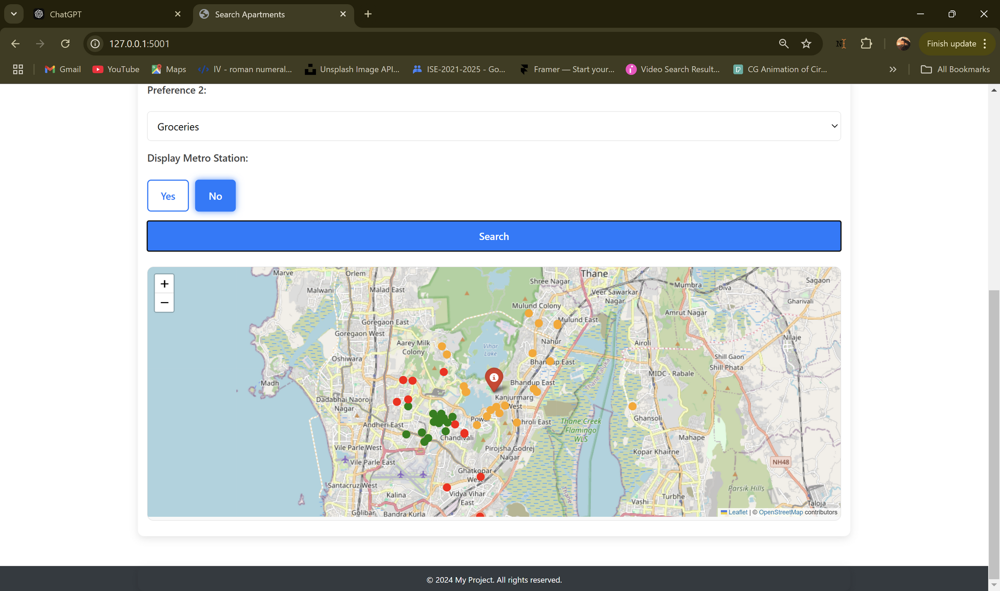 ChatGPT
Search Apartments
127.0.0.1:5001
Finish update
Gmail
YouTube
Maps
IV - roman numeral...
Unsplash Image API...
ISE-2021-2025 - Go...
Framer — Start your...
Video Search Result...
CG Animation of Cir...
All Bookmarks
Preference 2:
Groceries
Display Metro Station:
Yes
No
Search
+
−
Marve
Orlem
Thane
Shree Nagar
Sagaon
Malwani
Malad East
Mumbra
Diva
Veer Sawarkar
Nagar
Gharivali
Mulund Colony
Amrut Nagar
Goregaon East
Mulund East
Goregaon West
Nilaje
Aarey Milk
Colony
Nahur
Airoli
Vihar
Lake
Oshiwara
Shill Gaon
Bhandup East
Shill Phata
MIDC - Rabale
Thane Taluka
Madh
Bhandup East
Kanjurmarg
West
Dadabhai Naoroji
Nagar
Ghansoli
Andheri East
Thane Creek
Flamingo
WLS
Chandivali
Mahape
Vile Parle West
Pirojsha Godrej
Nagar
Kopar Khairne
Vile Parle East
NH48
Ghatkopar
West
Santacruz West
Parsik Hills
Kalina
Vidya Vihar
East
Thane
Turbhe
Vashi
Taloja
Golibar
Bandra Kurla
Leaflet | © OpenStreetMap contributors
© 2024 My Project. All rights reserved.